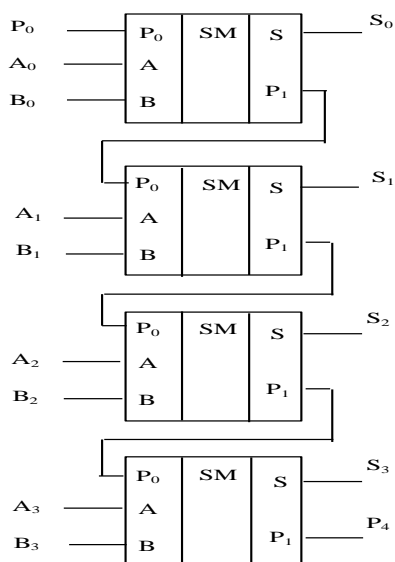 P₀ P₀ SM S S₀
A₀ A
B₀ B P₁
P₀ SM S S₁
A₁ A
B₁ B P₁
P₀ SM S S₂
A₂ A
B₂ B P₁
P₀ SM S S₃
A₃ A
B₃ B P₁ P₄